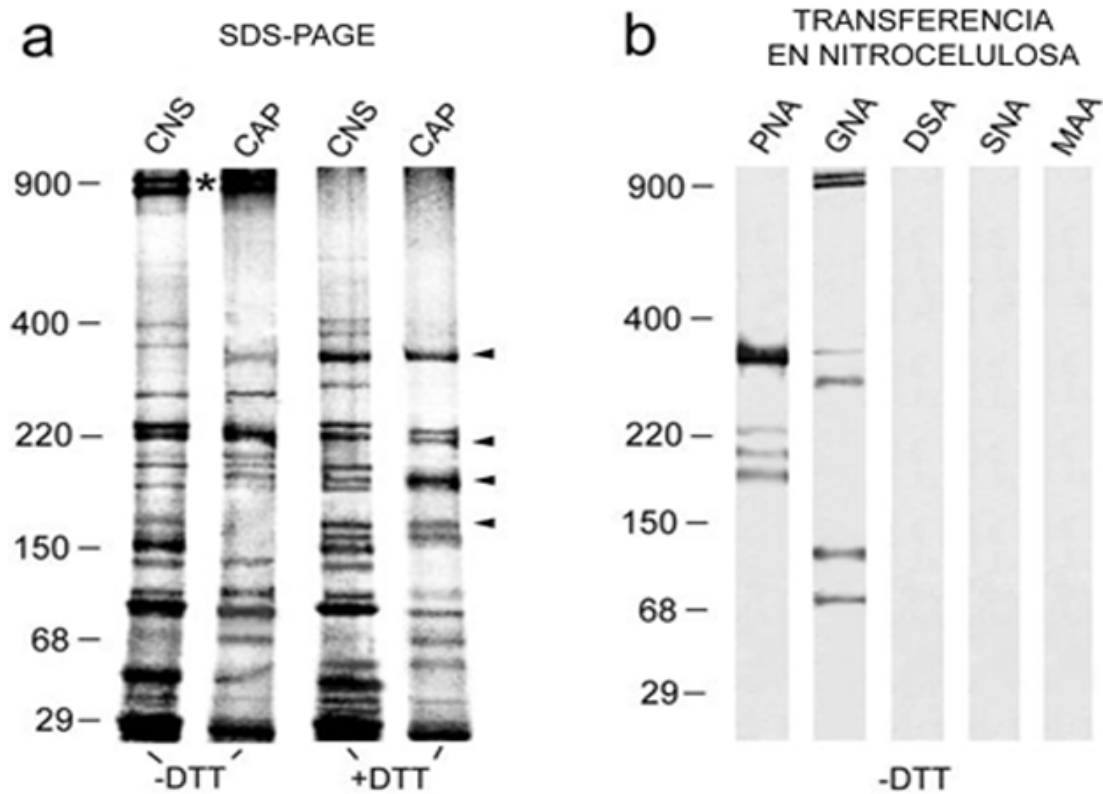 a
SDS-PAGE
CNS
CAP
CNS
CAP
900
*
400
220
150
68
29
-DTT
+DTT
b
TRANSFERENCIA
EN NITROCELULOSA
PNA
GNA
DSA
SNA
MAA
900
400
220
150
68
29
-DTT